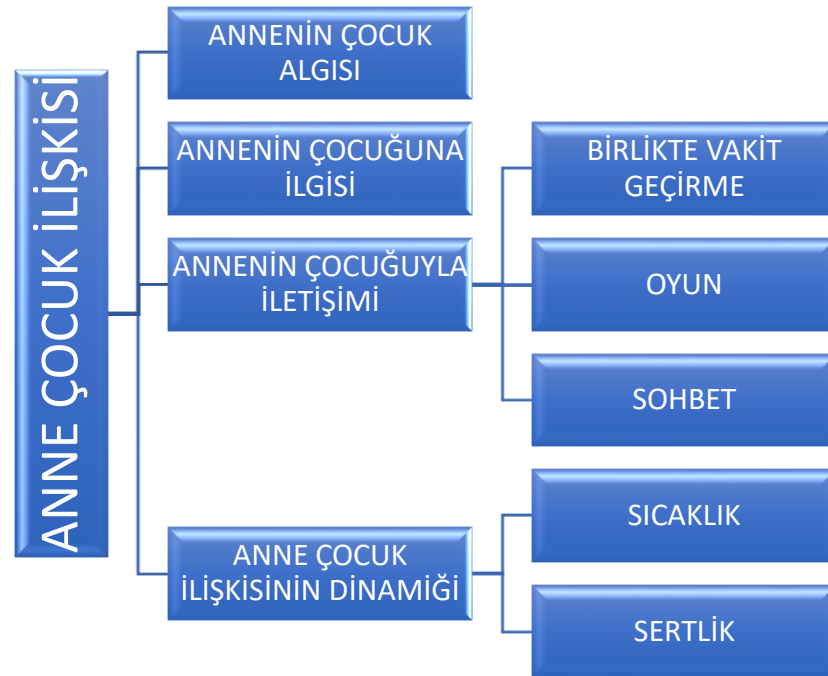 ANNE ÇOCUK İLİŞKİSİ
ANNENİN ÇOCUK
ALGISI
ANNENİN ÇOCUĞUNA
İLGİSİ
ANNENİN ÇOCUĞUYLA
İLETİŞİMİ
BİRLİKTE VAKİT
GEÇİRME
OYUN
SOHBET
ANNE ÇOCUK
İLİŞKİSİNİN DİNAMİĞİ
SICAKLIK
SERTLİK